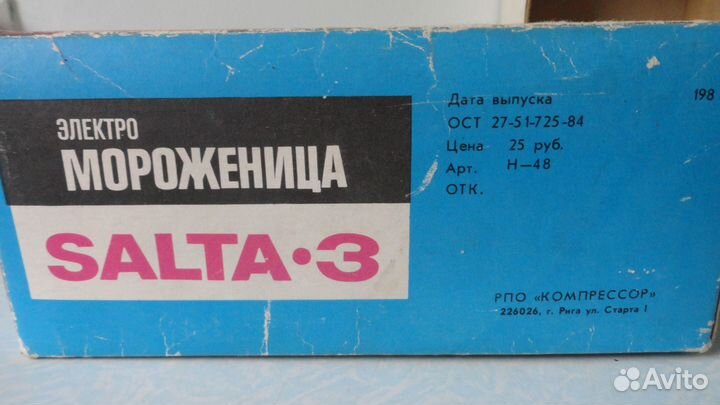 ЭЛЕКТРО
МОРОЖЕНИЦА
SALTA·3
Дата выпуска 198
ОСТ 27-51-725-84
Цена 25 руб.
Арт. Н—48
ОТК.
РПО «КОМПРЕССОР»
226026, г. Рига ул. Старта 1
Avito